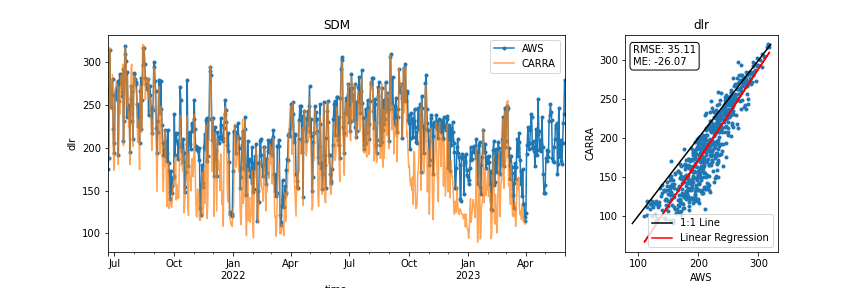 SDM
dlr
AWS
CARRA
300
250
200
150
100
dlr
Jul
Oct
Jan
2022
Apr
Jul
Oct
Jan
2023
Apr
time
RMSE: 35.11
ME: -26.07
300
250
200
150
100
CARRA
1:1 Line
Linear Regression
100
200
300
AWS